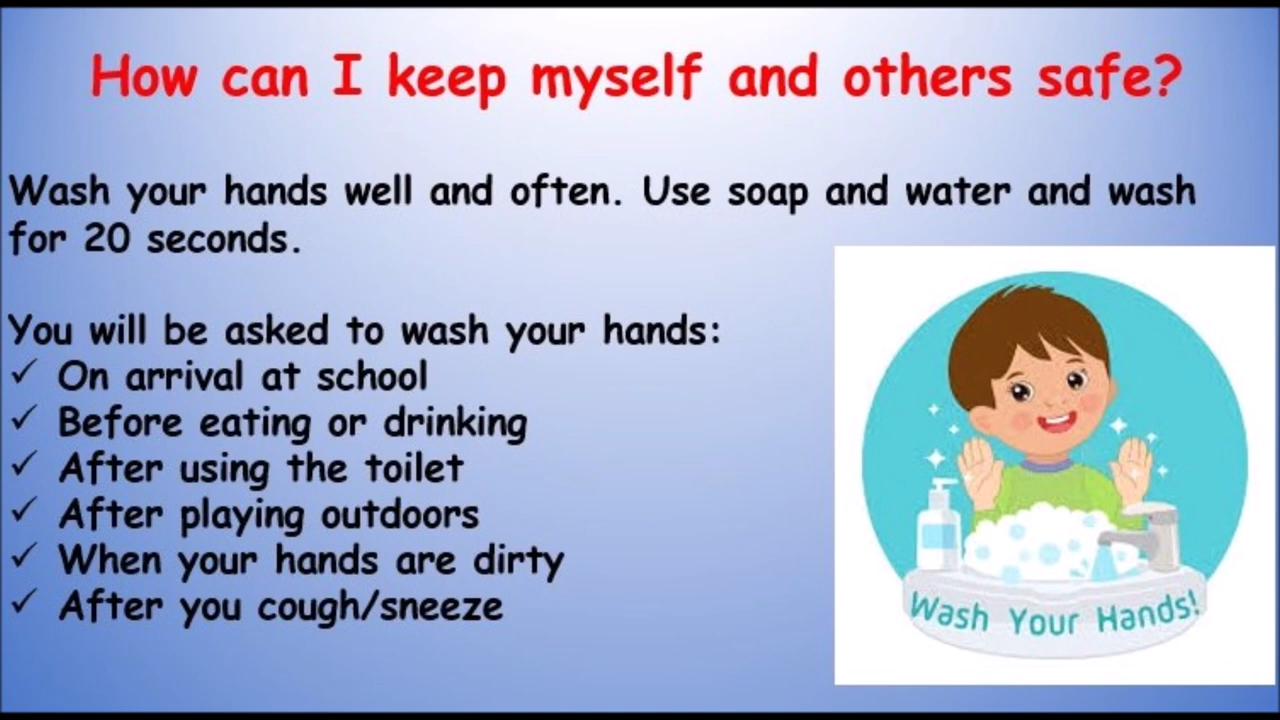 How can I keep myself and others safe?
Wash your hands well and often. Use soap and water and wash
for 20 seconds.
You will be asked to wash your hands:
✓ On arrival at school
✓ Before eating or drinking
✓ After using the toilet
✓ After playing outdoors
✓ When your hands are dirty
✓ After you cough/sneeze
Wash Your Hands!